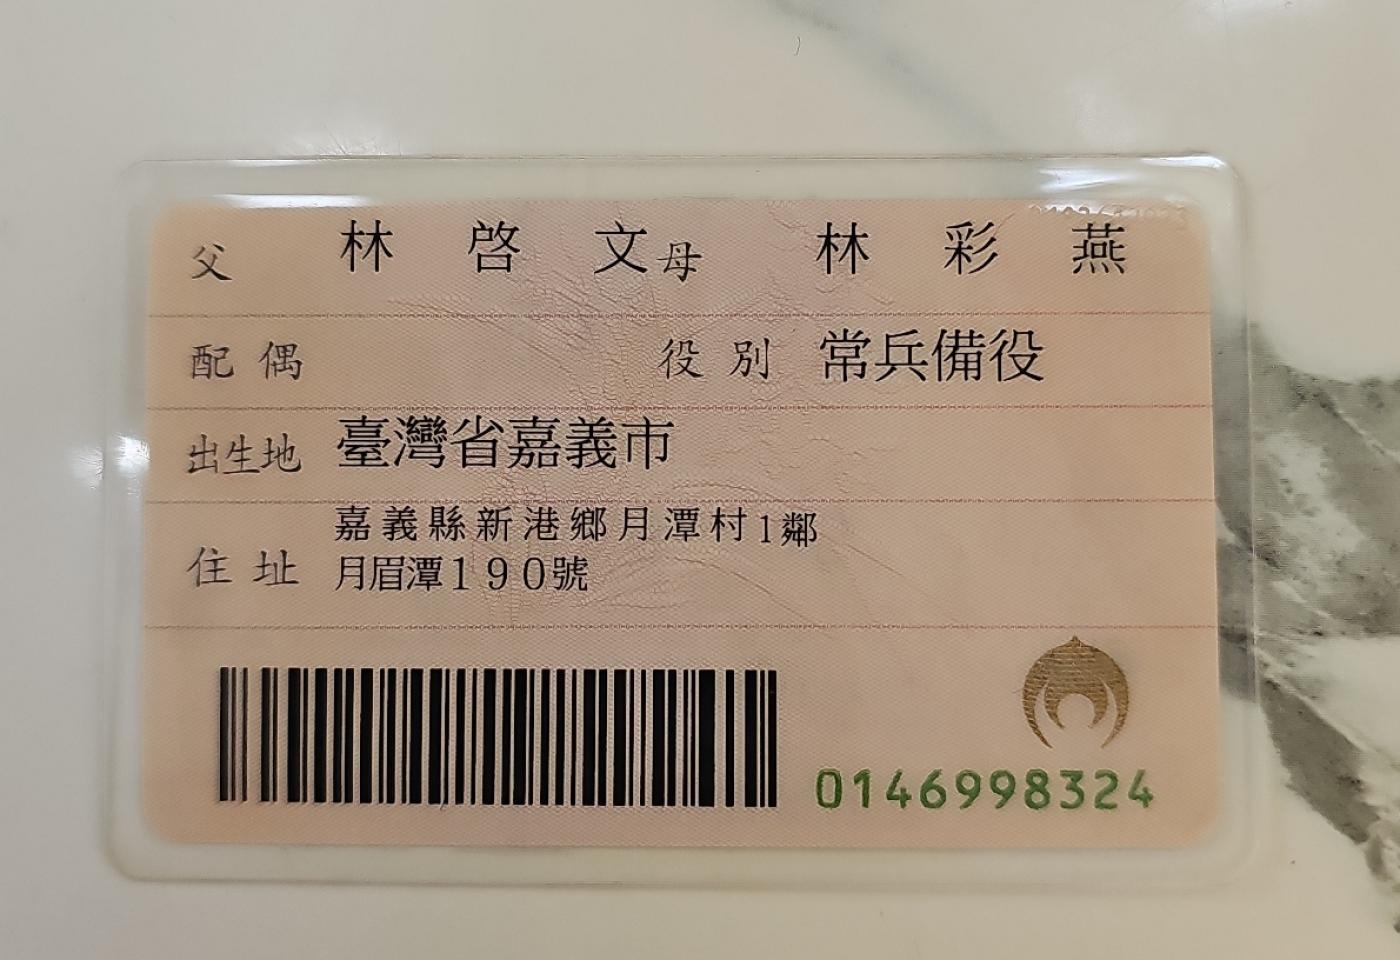 父 林啓文 母 林彩燕
配偶 役別 常兵備役
出生地 臺灣省嘉義市
住址 嘉義縣新港鄉月潭村1鄰
月眉潭190號
0146998324